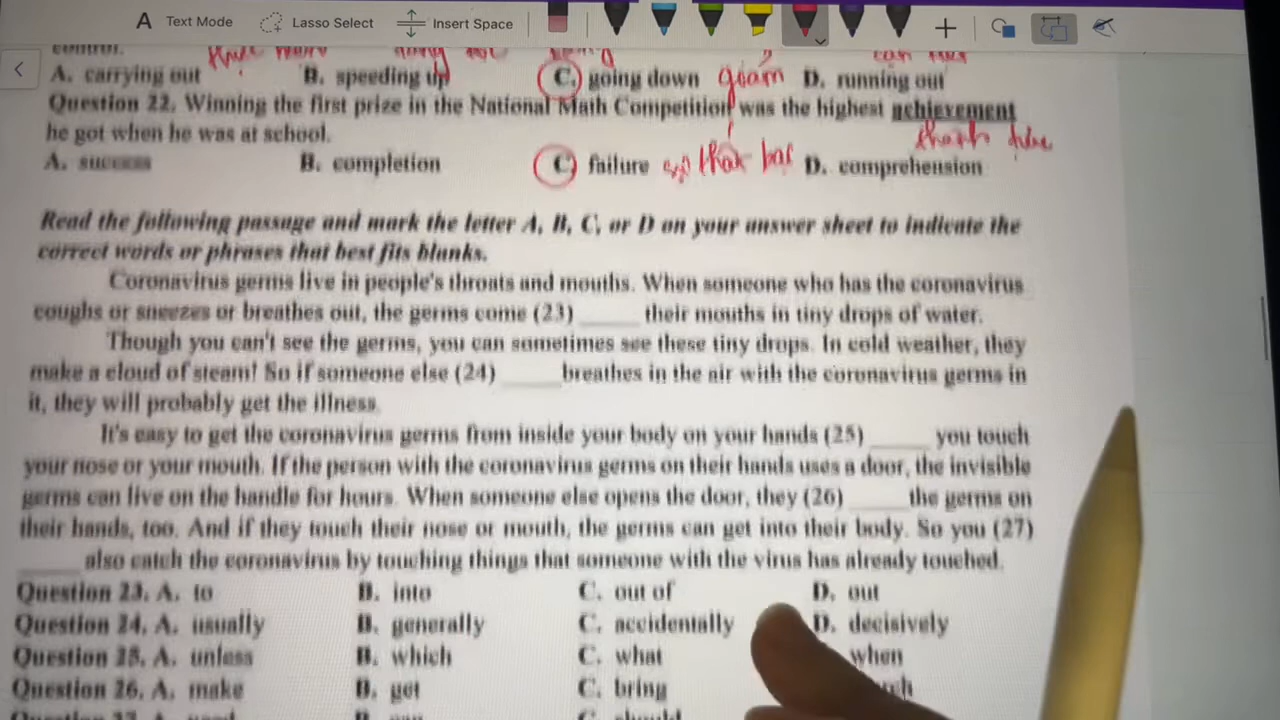 A Text Mode Lasso Select Insert Space
control.
A. carrying out B. speeding up C. going down giảm D. running out
Question 22. Winning the first prize in the National Math Competition was the highest achievement
he got when he was at school.
A. success B. completion C. failure D. comprehension
Read the following passage and mark the letter A, B, C, or D on your answer sheet to indicate the
correct words or phrases that best fits blanks.
Coronavirus germs live in people's throats and mouths. When someone who has the coronavirus
coughs or sneezes or breathes out, the germs come (23) _____ their mouths in tiny drops of water.
Though you can't see the germs, you can sometimes see these tiny drops. In cold weather, they
make a cloud of steam! So if someone else (24) _____ breathes in the air with the coronavirus germs in
it, they will probably get the illness.
It's easy to get the coronavirus germs from inside your body on your hands (25) _____ you touch
your nose or your mouth. If the person with the coronavirus germs on their hands uses a door, the invisible
germs can live on the handle for hours. When someone else opens the door, they (26) _____ the germs on
their hands, too. And if they touch their nose or mouth, the germs can get into their body. So you (27)
_____ also catch the coronavirus by touching things that someone with the virus has already touched.
Question 23. A. to B. into C. out of D. out
Question 24. A. usually B. generally C. accidentally D. decisively
Question 25. A. unless B. which C. what when
Question 26. A. make B. get C. bring